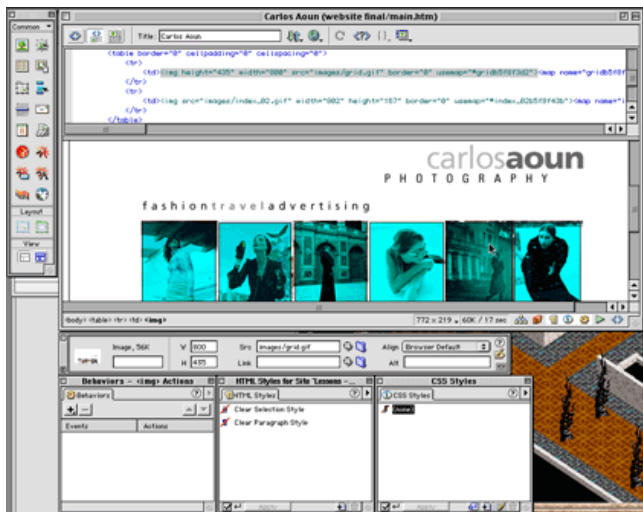 Carlos Aoun (website final/main.htm)
Common
Title: Carlos Aoun
<table border="0" cellpadding="0" cellspacing="0">
<tr>
<td><img height="435" width="800" src="images/grid.gif" border="0" usemap="#gridb5f8f3d2"><map name="gridb5f8f
</tr>
<tr>
<td><img src="images/index_02.gif" width="802" height="167" border="0" usemap="#index_02b5f8f43b"><map name="i
</table>
carlosaoun
PHOTOGRAPHY
fashiontraveladvertising
Layout
View
<body> <table> <tr> <td> <img>
772 x 219 60K / 17 sec
Image, 56K
W 800
Src images/grid.gif
Align Browser Default
H 435
Link
Alt
Behaviors - <img> Actions
HTML Styles for Site 'Lessons -...
CSS Styles
Behaviors
HTML Styles
CSS Styles
Clear Selection Style
(none)
Events
Actions
Clear Paragraph Style
Apply
Apply